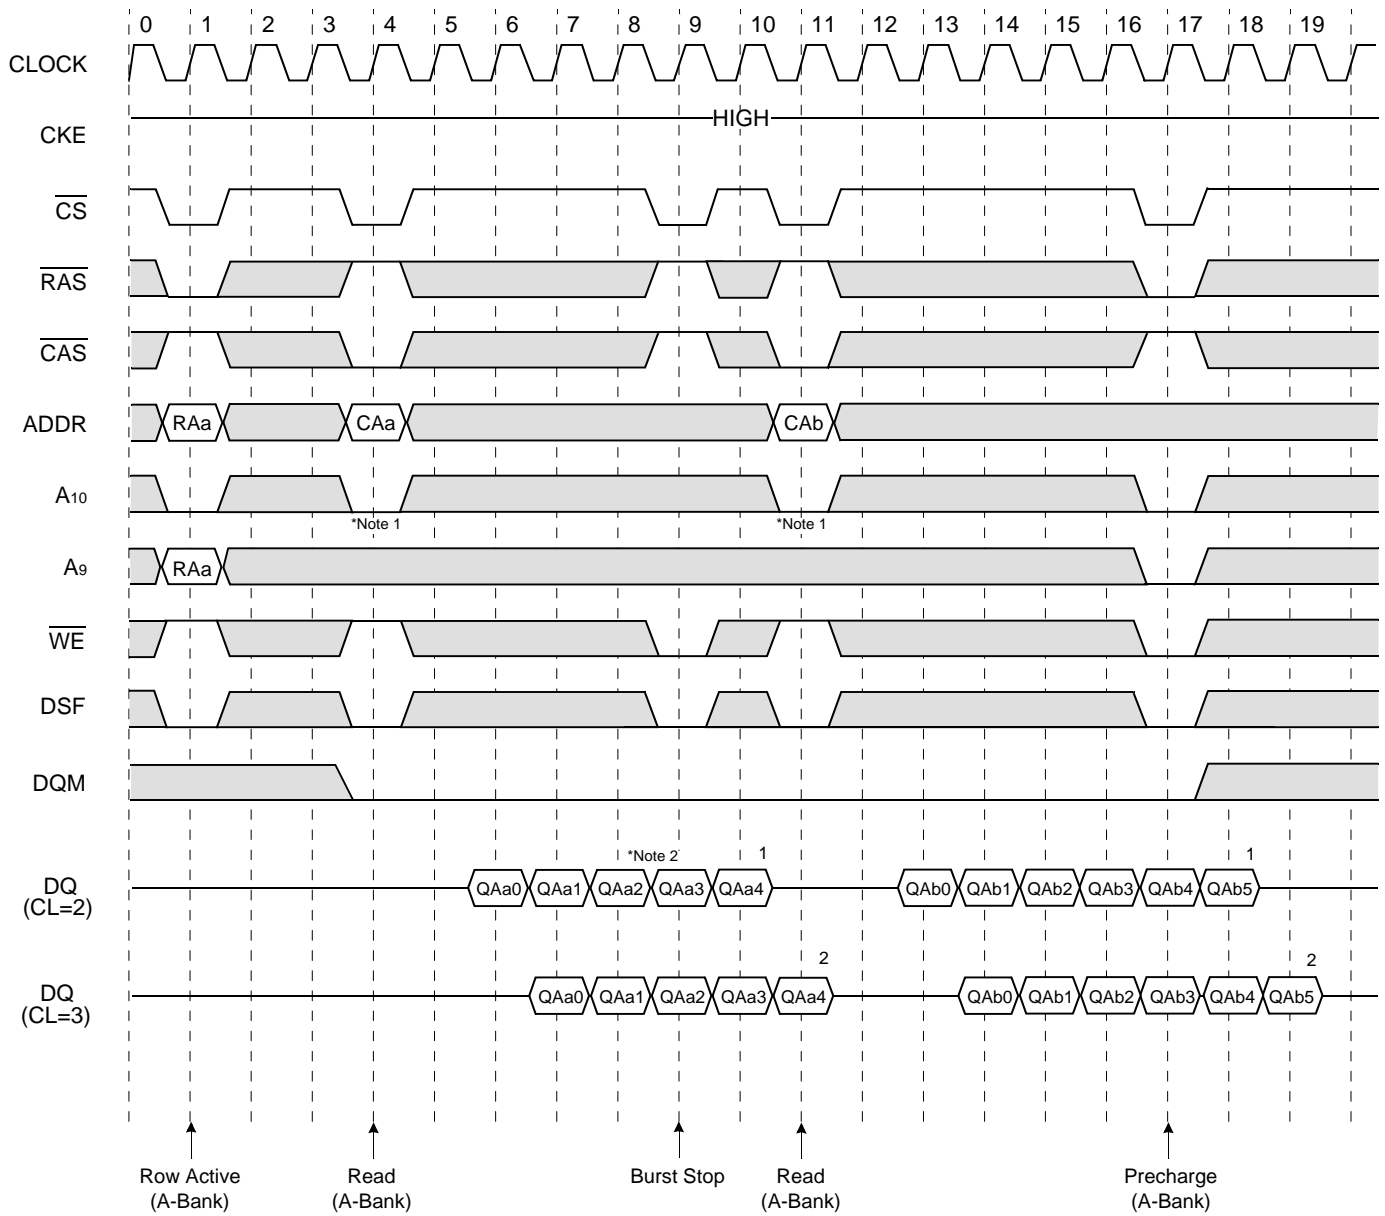 0 1 2 3 4 5 6 7 8 9 10 11 12 13 14 15 16 17 18 19
CLOCK
CKE
HIGH
CS
RAS
CAS
ADDR RAa CAa CAb
A10
*Note 1 *Note 1
A9 RAa
WE
DSF
DQM
*Note 2 1 1
DQ
(CL=2)
QAa0 QAa1 QAa2 QAa3 QAa4 QAb0 QAb1 QAb2 QAb3 QAb4 QAb5
2 2
DQ
(CL=3)
QAa0 QAa1 QAa2 QAa3 QAa4 QAb0 QAb1 QAb2 QAb3 QAb4 QAb5
Row Active
(A-Bank)
Read
(A-Bank)
Burst Stop
Read
(A-Bank)
Precharge
(A-Bank)